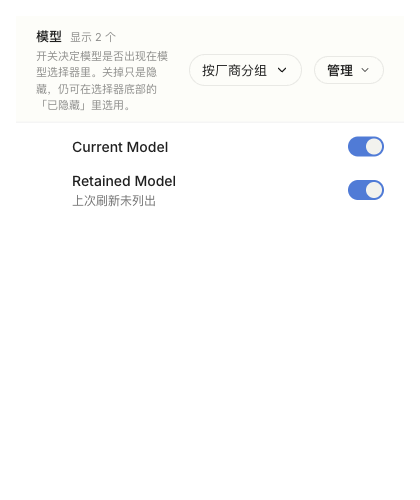 模型 显示 2 个
开关决定模型是否出现在模
型选择器里。关掉只是隐
藏，仍可在选择器底部的
「已隐藏」里选用。
按厂商分组
管理
Current Model
Retained Model
上次刷新未列出